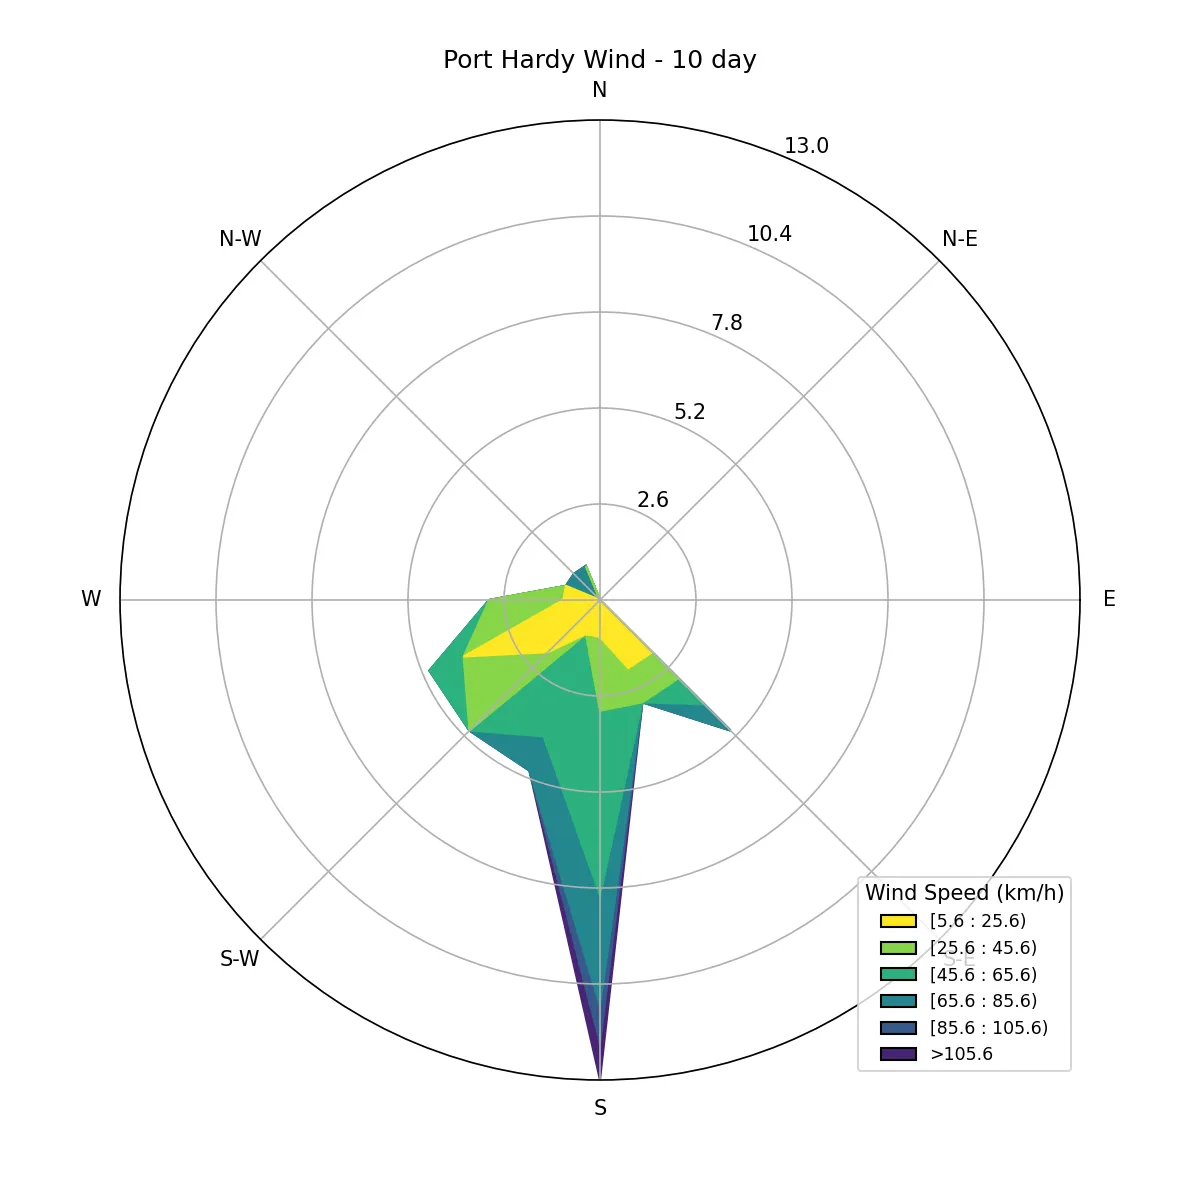 Port Hardy Wind - 10 day
N
13.0
N-W
N-E
10.4
7.8
5.2
2.6
W
E
Wind Speed (km/h)
[5.6 : 25.6)
[25.6 : 45.6)
[45.6 : 65.6)
[65.6 : 85.6)
[85.6 : 105.6)
>105.6
S-W
S-E
S